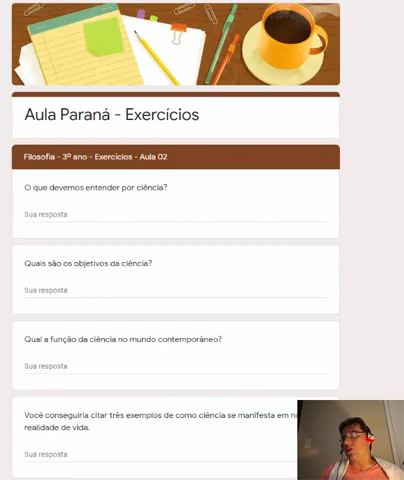 Aula Paraná - Exercícios
Filosofia - 3º ano - Exercícios - Aula 02
O que devemos entender por ciência?
Sua resposta
Quais são os objetivos da ciência?
Sua resposta
Qual a função da ciência no mundo contemporâneo?
Sua resposta
Você conseguiria citar três exemplos de como ciência se manifesta em
realidade de vida.
Sua resposta